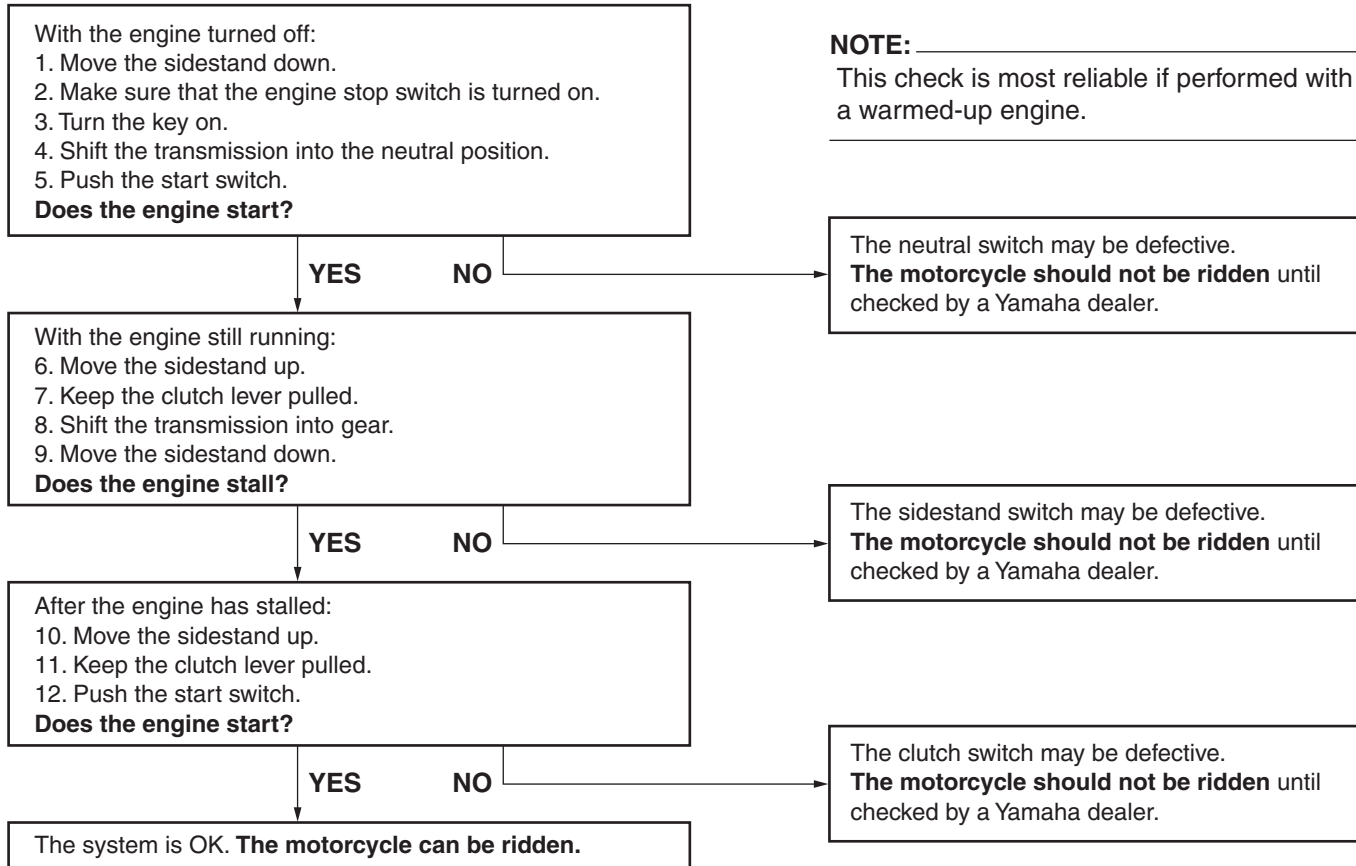 With the engine turned off:
1. Move the sidestand down.
2. Make sure that the engine stop switch is turned on.
3. Turn the key on.
4. Shift the transmission into the neutral position.
5. Push the start switch.
Does the engine start?
NOTE:
This check is most reliable if performed with
a warmed-up engine.
YES NO
The neutral switch may be defective.
The motorcycle should not be ridden until
checked by a Yamaha dealer.
With the engine still running:
6. Move the sidestand up.
7. Keep the clutch lever pulled.
8. Shift the transmission into gear.
9. Move the sidestand down.
Does the engine stall?
YES NO
The sidestand switch may be defective.
The motorcycle should not be ridden until
checked by a Yamaha dealer.
After the engine has stalled:
10. Move the sidestand up.
11. Keep the clutch lever pulled.
12. Push the start switch.
Does the engine start?
YES NO
The clutch switch may be defective.
The motorcycle should not be ridden until
checked by a Yamaha dealer.
The system is OK. The motorcycle can be ridden.